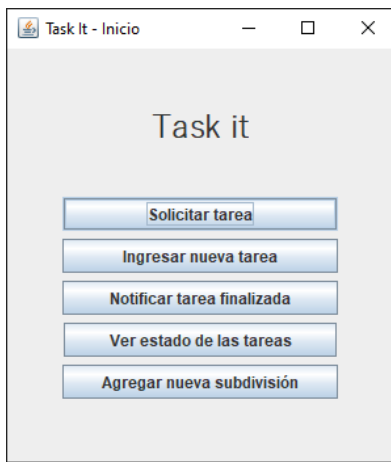 Task It - Inicio
Task it
Solicitar tarea
Ingresar nueva tarea
Notificar tarea finalizada
Ver estado de las tareas
Agregar nueva subdivisión